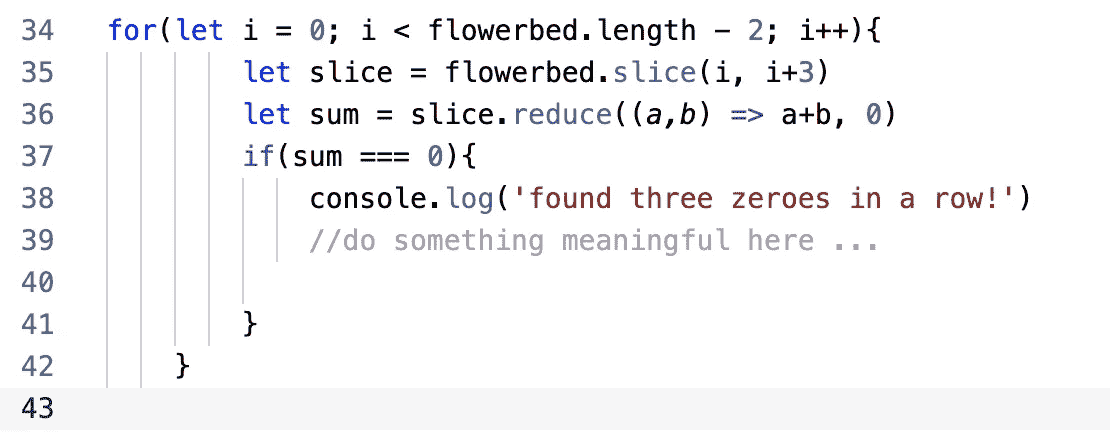 34 for(let i = 0; i < flowerbed.length - 2; i++){
35 let slice = flowerbed.slice(i, i+3)
36 let sum = slice.reduce((a,b) => a+b, 0)
37 if(sum === 0){
38 console.log('found three zeroes in a row!')
39 //do something meaningful here ...
40
41 }
42 }
43